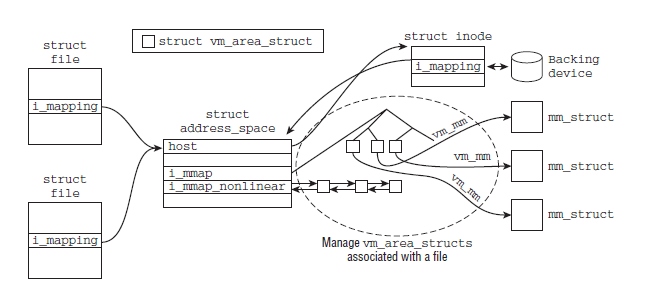 struct
file
i_mapping
struct
file
i_mapping
struct vm_area_struct
struct
address_space
host
i_mmap
i_mmap_nonlinear
struct inode
i_mapping
Backing
device
vm_mm
vm_mm
vm_mm
mm_struct
mm_struct
mm_struct
Manage vm_area_structs
associated with a file